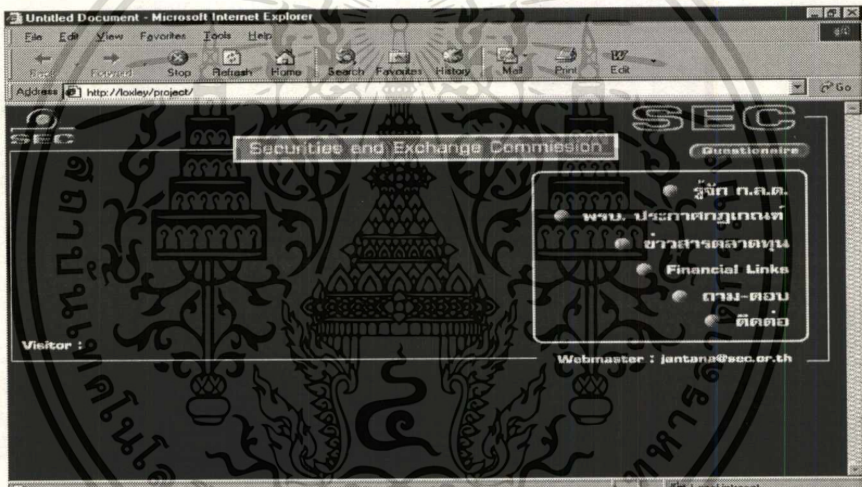 Untitled Document - Microsoft Internet Explorer
File Edit View Favorites Tools Help
Back Forward Stop Refresh Home Search Favorites History Mail Print Edit
Address http://loxley/project/ Go
SEC
SEC
Securities and Exchange Commission
Questionaire
รู้จัก ก.ล.ต.
พรบ. ประกาศกฎเกณฑ์
ข่าวสารตลาดทุน
Financial Links
ถาม-ตอบ
ติดต่อ
Visitor :
Webmaster : jantana@sec.or.th